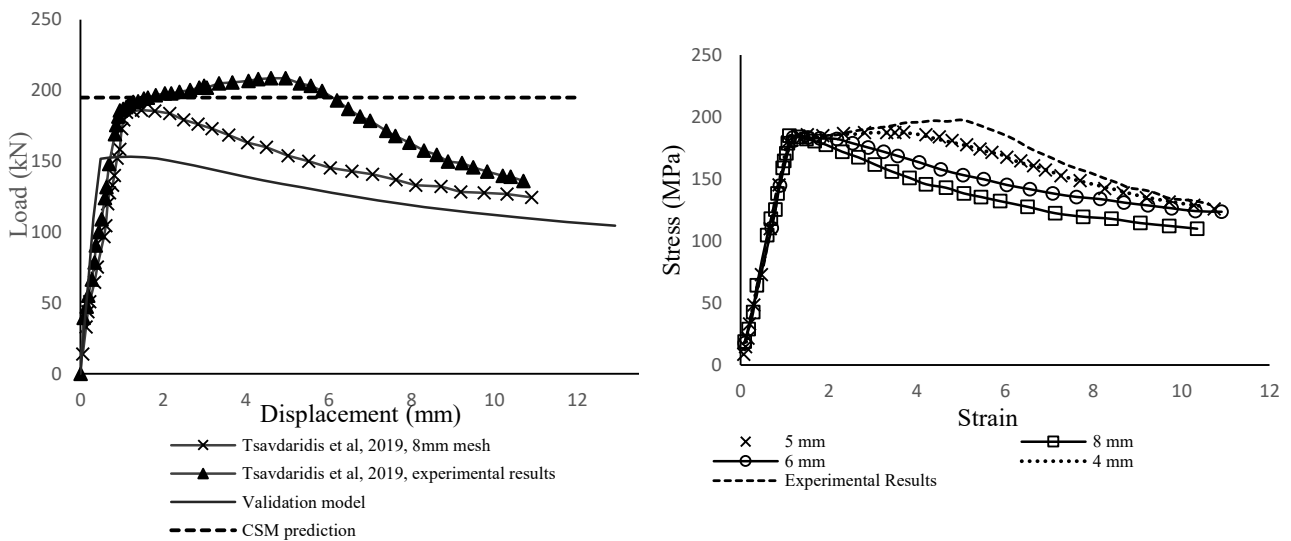 250
200
150
100
50
0
Load (kN)
0 2 4 6 8 10 12
Displacement (mm)
Tsavdaridis et al, 2019, 8mm mesh
Tsavdaridis et al, 2019, experimental results
Validation model
CSM prediction
250
200
150
100
50
0
Stress (MPa)
0 2 4 6 8 10 12
Strain
5 mm 8 mm
6 mm 4 mm
Experimental Results